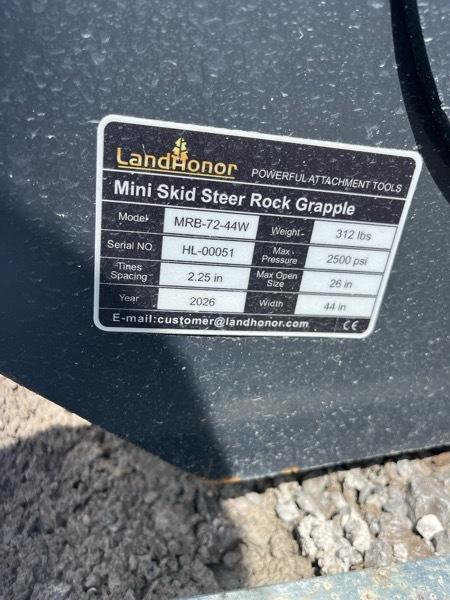 LandHonor POWERFUL ATTACHMENT TOOLS
Mini Skid Steer Rock Grapple
Model MRB-72-44W Weight 312 lbs
Serial NO. HL-00051 Max Pressure 2500 psi
Tines Spacing 2.25 in Max Open Size 26 in
Year 2026 Width 44 in
E-mail:customer@landhonor.com CE